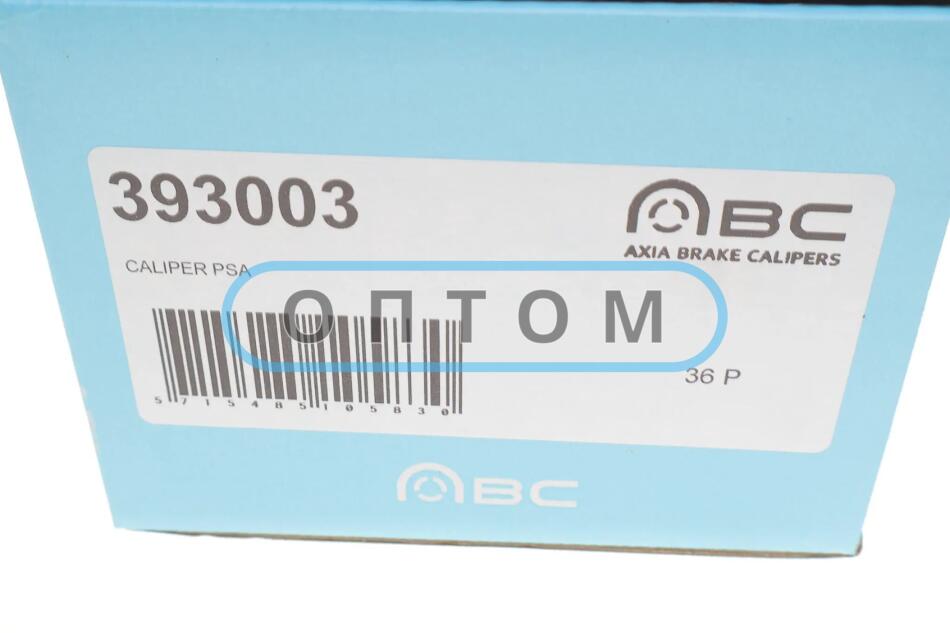 393003
ABC
AXIA BRAKE CALIPERS
CALIPER PSA
ОПТОМ
36 P
5715485105830
ABC